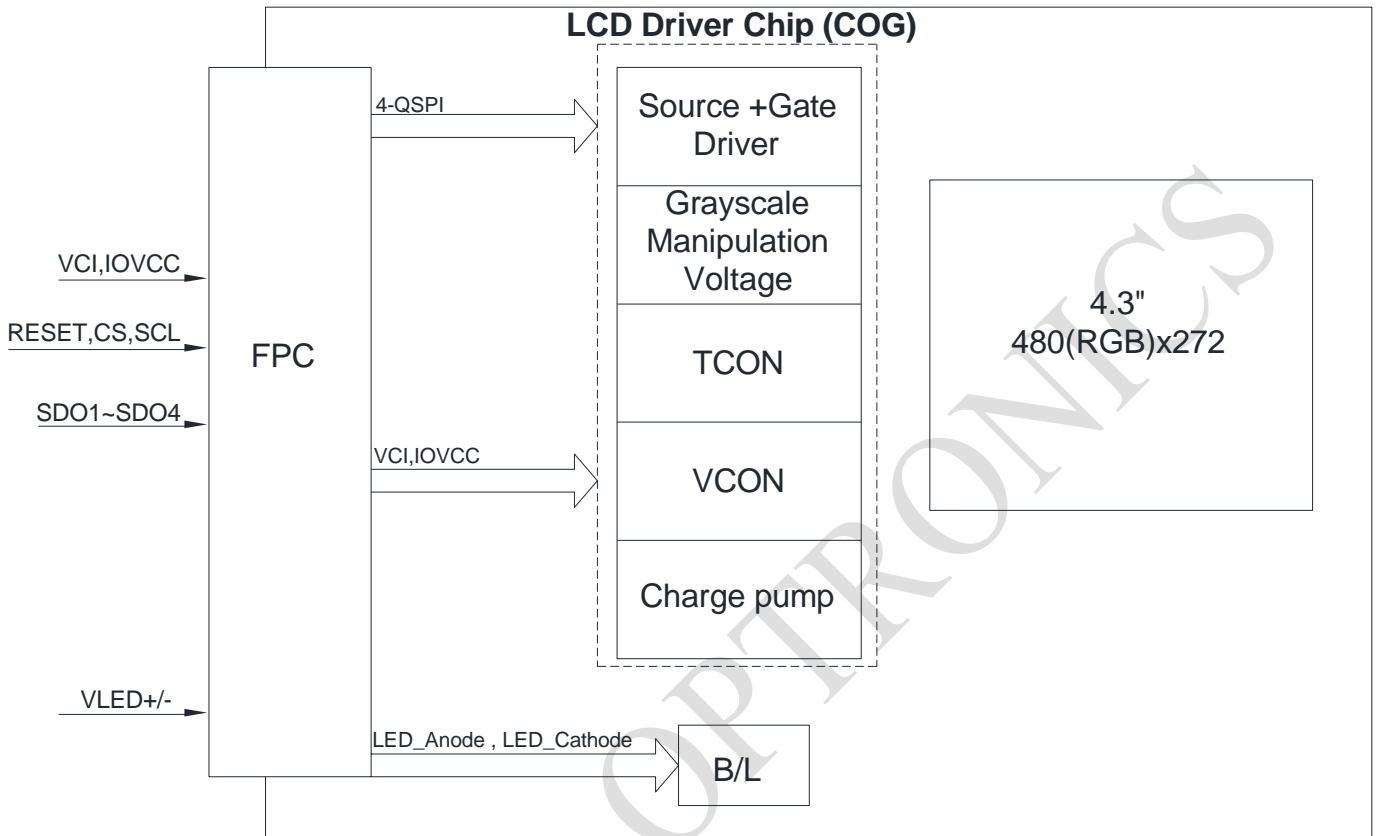 LCD Driver Chip (COG)
4-QSPI
Source +Gate
Driver
Grayscale
Manipulation
Voltage
TCON
VCON
Charge pump
VCI,IOVCC
RESET,CS,SCL
SDO1~SDO4
VLED+/-
FPC
VCI,IOVCC
LED_Anode , LED_Cathode
B/L
4.3"
480(RGB)x272
OPTRONICS